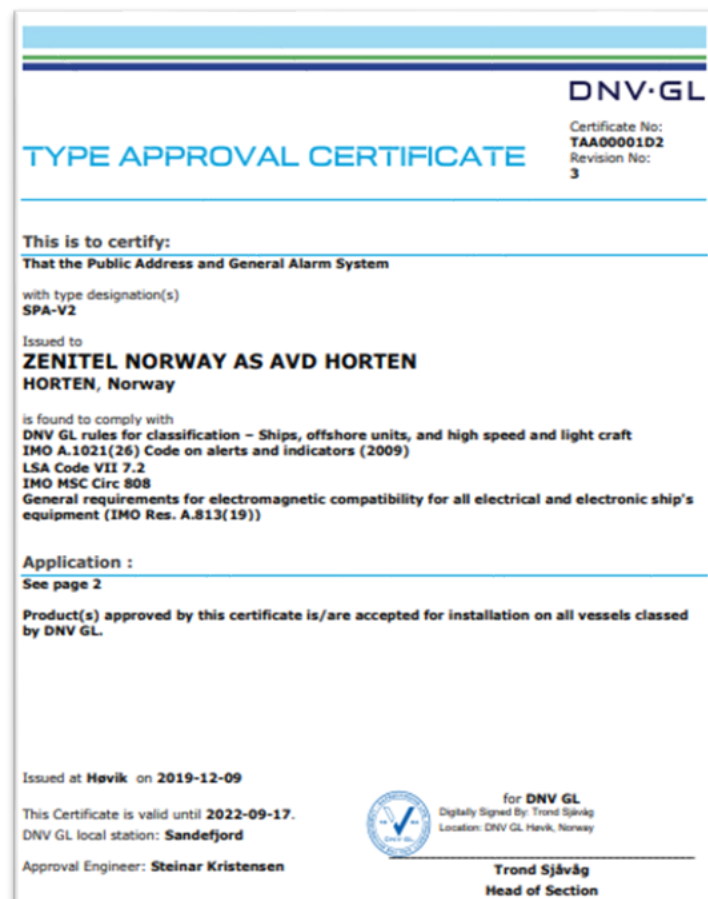 DNV·GL
Certificate No:
TAA00001D2
Revision No:
3
TYPE APPROVAL CERTIFICATE
This is to certify:
That the Public Address and General Alarm System
with type designation(s)
SPA-V2
Issued to
ZENITEL NORWAY AS AVD HORTEN
HORTEN, Norway
is found to comply with
DNV GL rules for classification – Ships, offshore units, and high speed and light craft
IMO A.1021(26) Code on alerts and indicators (2009)
LSA Code VII 7.2
IMO MSC Circ 808
General requirements for electromagnetic compatibility for all electrical and electronic ship's
equipment (IMO Res. A.813(19))
Application :
See page 2
Product(s) approved by this certificate is/are accepted for installation on all vessels classed
by DNV GL.
Issued at Høvik on 2019-12-09
This Certificate is valid until 2022-09-17.
DNV GL local station: Sandefjord
Approval Engineer: Steinar Kristensen
for DNV GL
Digitally Signed By: Trond Sjåvåg
Location: DNV GL Høvik, Norway
Trond Sjåvåg
Head of Section